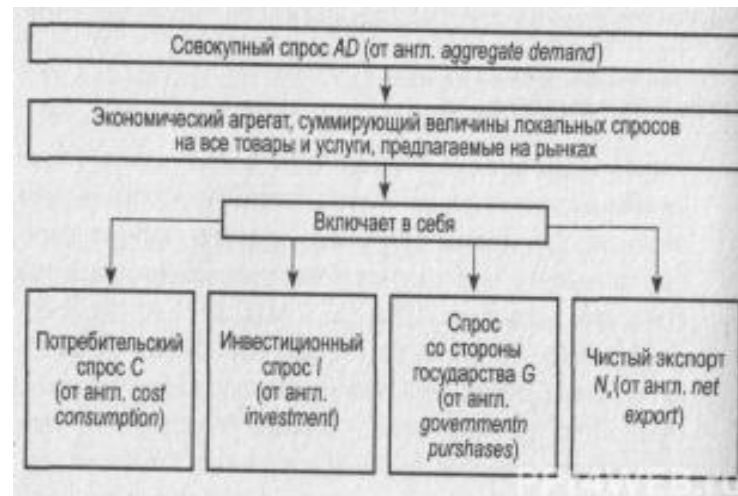 Совокупный спрос AD (от англ. aggregate demand)
Экономический агрегат, суммирующий величины локальных спросов
на все товары и услуги, предлагаемые на рынках
Включает в себя
Потребительский
спрос C
(от англ. cost
consumption)
Инвестиционный
спрос I
(от англ.
investment)
Спрос
со стороны
государства G
(от англ.
governmentn
purshases)
Чистый экспорт
Nx (от англ. net
export)